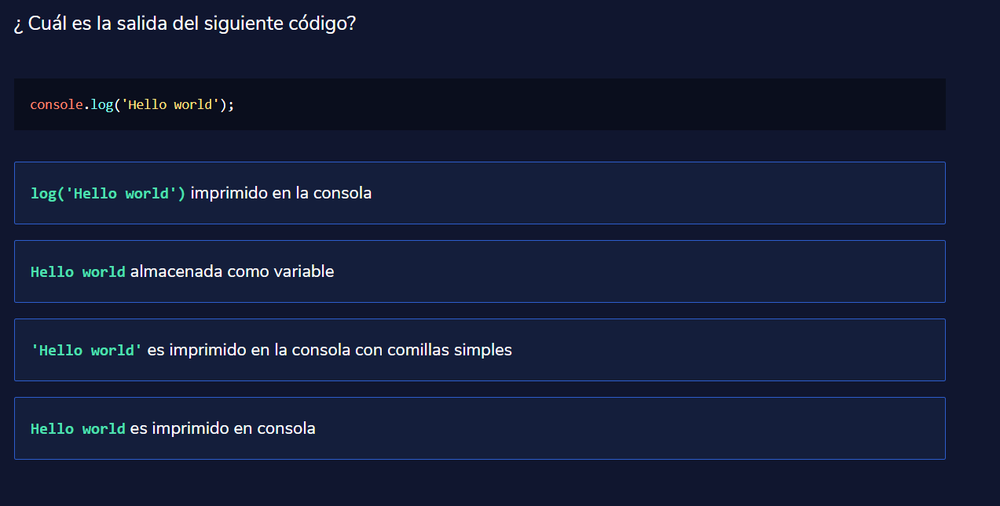 ¿ Cuál es la salida del siguiente código?
console.log('Hello world');
log('Hello world') imprimido en la consola
Hello world almacenada como variable
'Hello world' es imprimido en la consola con comillas simples
Hello world es imprimido en consola